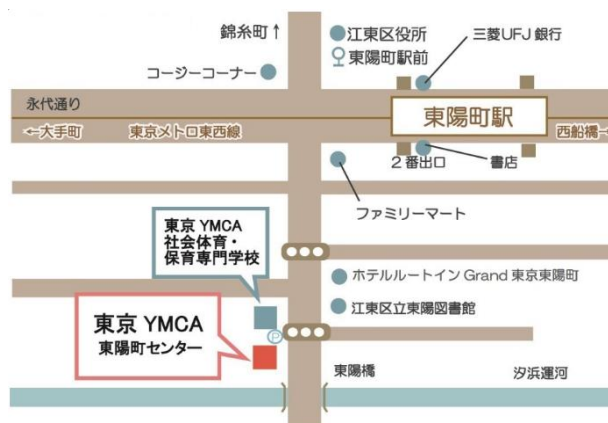 錦糸町↑
江東区役所
東陽町駅前
三菱UFJ銀行
コージーコーナー
永代通り
東陽町駅
←大手町
東京メトロ東西線
西船橋→
2番出口
書店
ファミリーマート
東京YMCA
社会体育・
保育専門学校
ホテルルートインGrand東京東陽町
江東区立東陽図書館
東京 YMCA
東陽町センター
P
東陽橋
汐浜運河